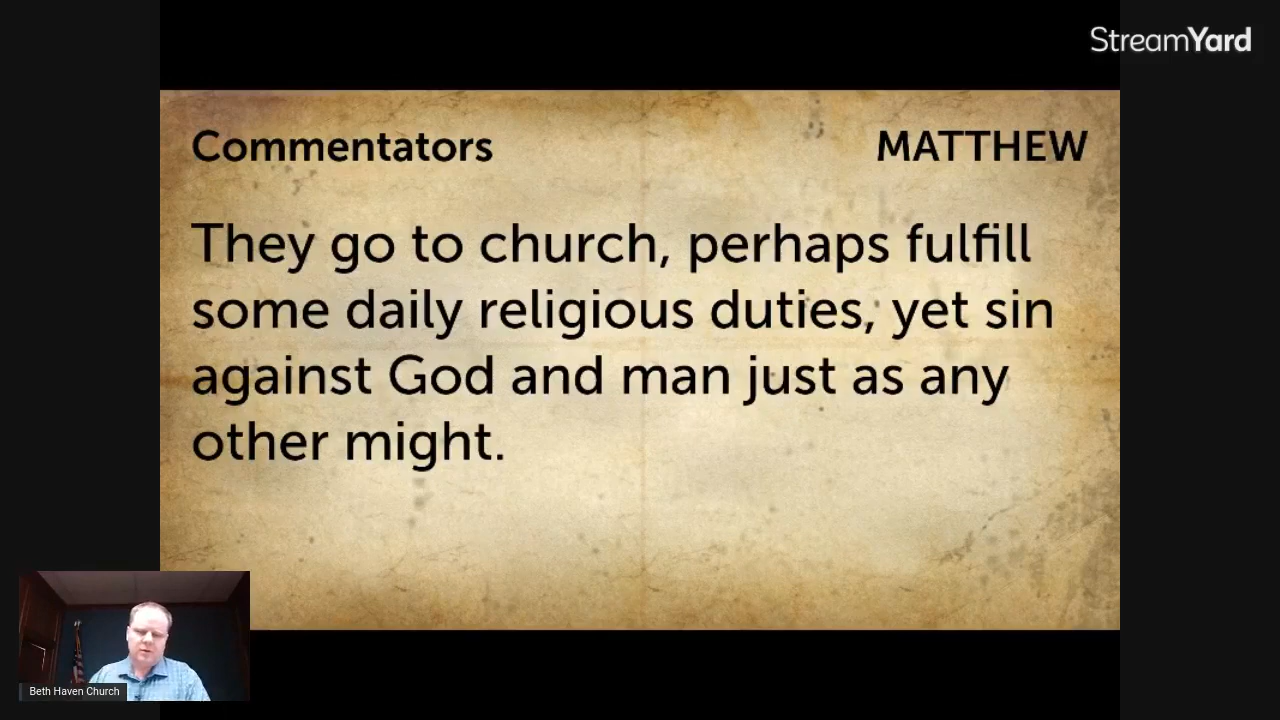 StreamYard
Commentators MATTHEW
They go to church, perhaps fulfill
some daily religious duties, yet sin
against God and man just as any
other might.
Beth Haven Church